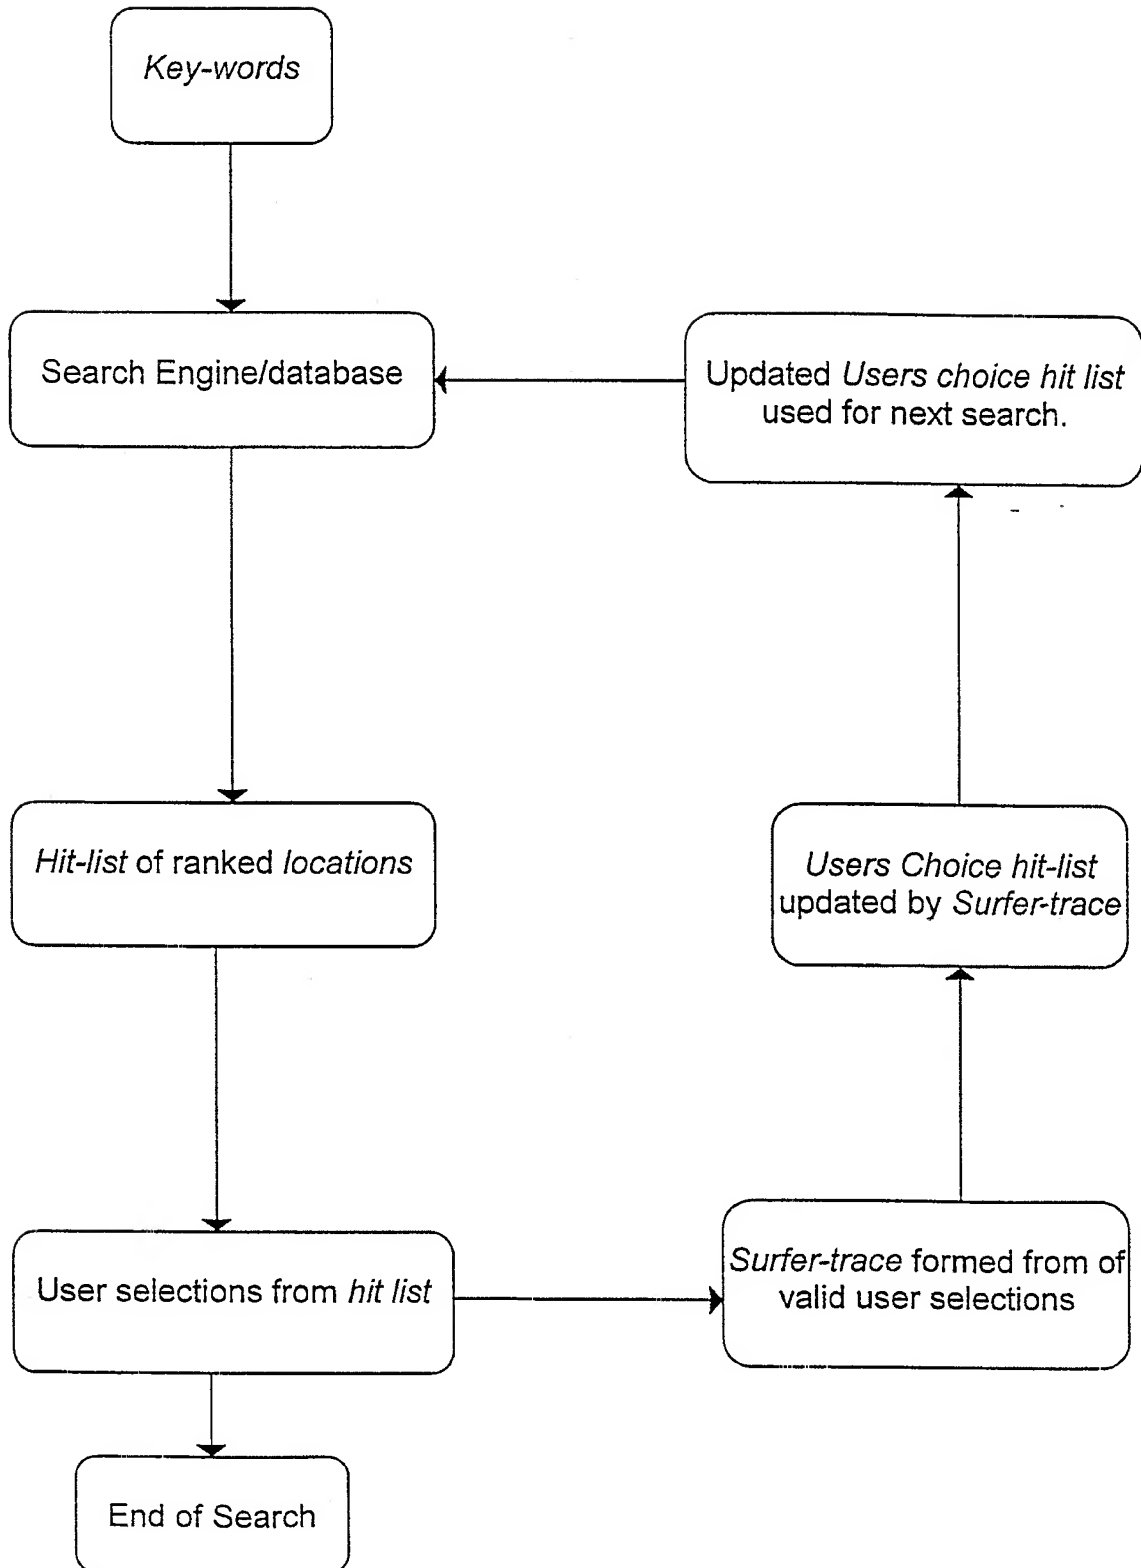 Key-words
Search Engine/database
Updated Users choice hit list
used for next search.
Hit-list of ranked locations
Users Choice hit-list
updated by Surfer-trace
User selections from hit list
Surfer-trace formed from of
valid user selections
End of Search